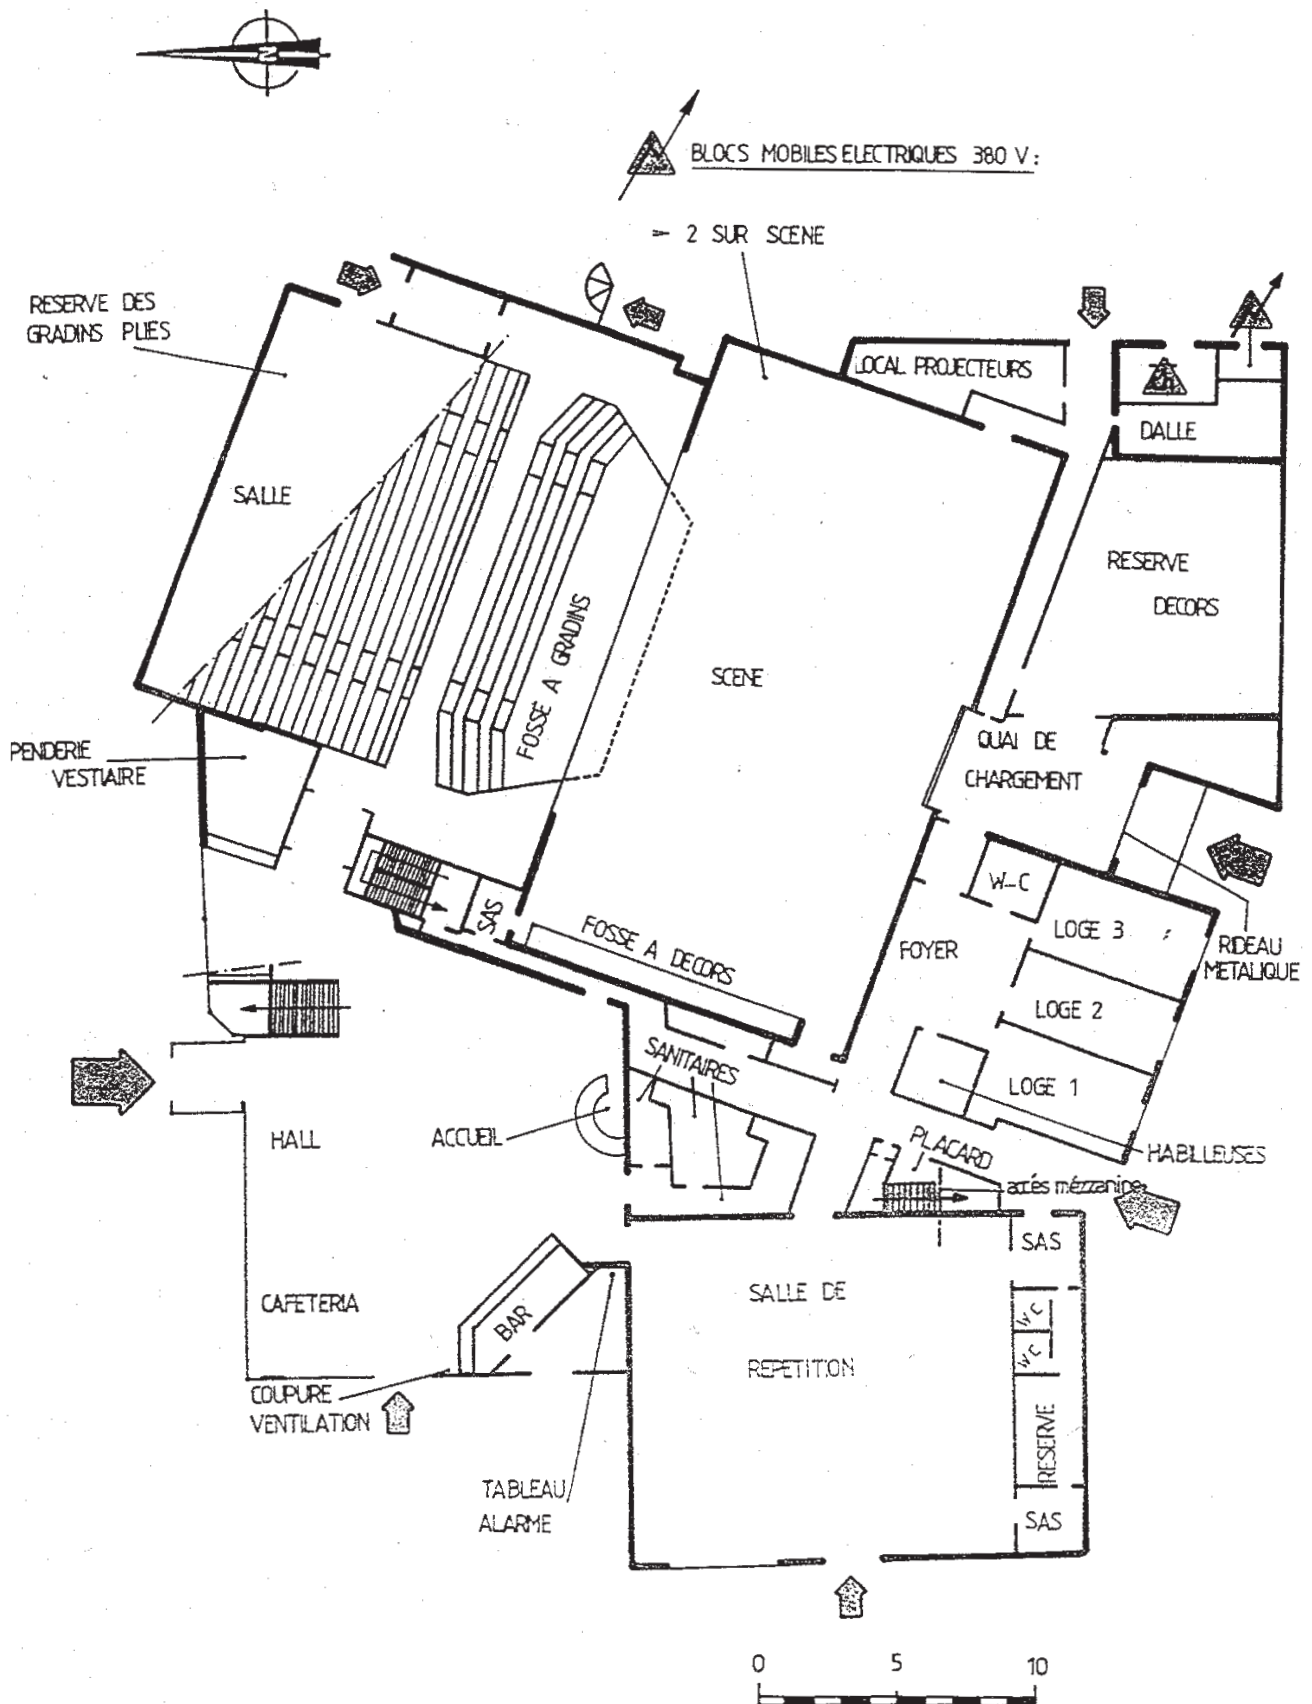 N
BLOCS MOBILES ELECTRIQUES 380 V :
2 SUR SCENE
RESERVE DES
GRADINS PLIES
LOCAL PROJECTEURS
DALLE
SALLE
RESERVE
DECORS
FOSSE A GRADINS
SCENE
QUAI DE
CHARGEMENT
PENDERIE
VESTIAIRE
W-C
SAS
FOSSE A DECORS
FOYER
LOGE 3
RIDEAU
METALIQUE
LOGE 2
SANITAIRES
LOGE 1
HALL
ACCUEIL
PLACARD
HABILLEUSES
accés mézzanine
SAS
CAFETERIA
BAR
SALLE DE
REPETITION
WC
WC
COUPURE
VENTILATION
RESERVE
TABLEAU
ALARME
SAS
0 5 10